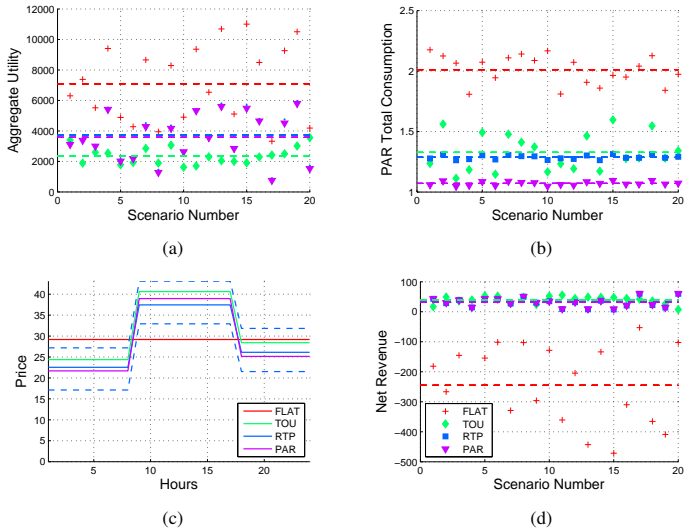 12000
10000
8000
6000
4000
2000
0
0 5 10 15 20
Aggregate Utility
Scenario Number
(a)
2.5
2
1.5
1
0 5 10 15 20
PAR Total Consumption
Scenario Number
(b)
40
35
30
25
20
15
10
5
0
5 10 15 20
Price
Hours
FLAT
TOU
RTP
PAR
(c)
100
0
−100
−200
−300
−400
−500
0 5 10 15 20
Net Revenue
Scenario Number
FLAT
TOU
RTP
PAR
(d)